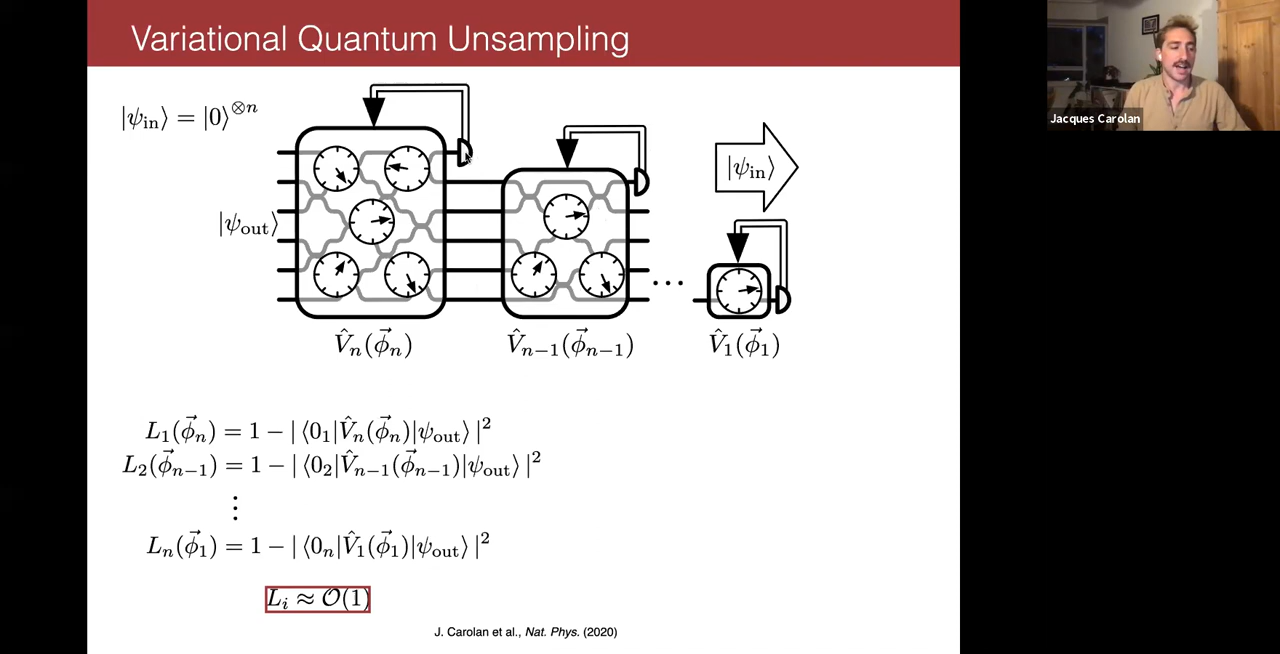 Variational Quantum Unsampling
|ψ_in⟩ = |0⟩^⊗n
|ψ_out⟩
|ψ_in⟩
...
V̂_n(φ⃗_n)
V̂_{n−1}(φ⃗_{n−1})
V̂_1(φ⃗_1)
L_1(φ⃗_n) = 1 − | ⟨0_1|V̂_n(φ⃗_n)|ψ_out⟩ |²
L_2(φ⃗_{n−1}) = 1 − | ⟨0_2|V̂_{n−1}(φ⃗_{n−1})|ψ_out⟩ |²
⋮
L_n(φ⃗_1) = 1 − | ⟨0_n|V̂_1(φ⃗_1)|ψ_out⟩ |²
L_i ≈ 𝒪(1)
J. Carolan et al., Nat. Phys. (2020)
Jacques Carolan